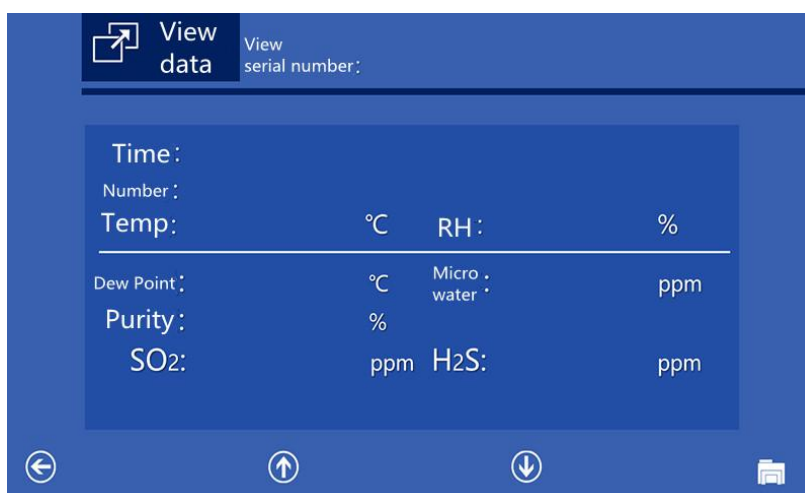 View data
View
serial number:
Time:
Number:
Temp: ℃ RH: %
Dew Point: ℃ Micro water: ppm
Purity: %
SO2: ppm H2S: ppm